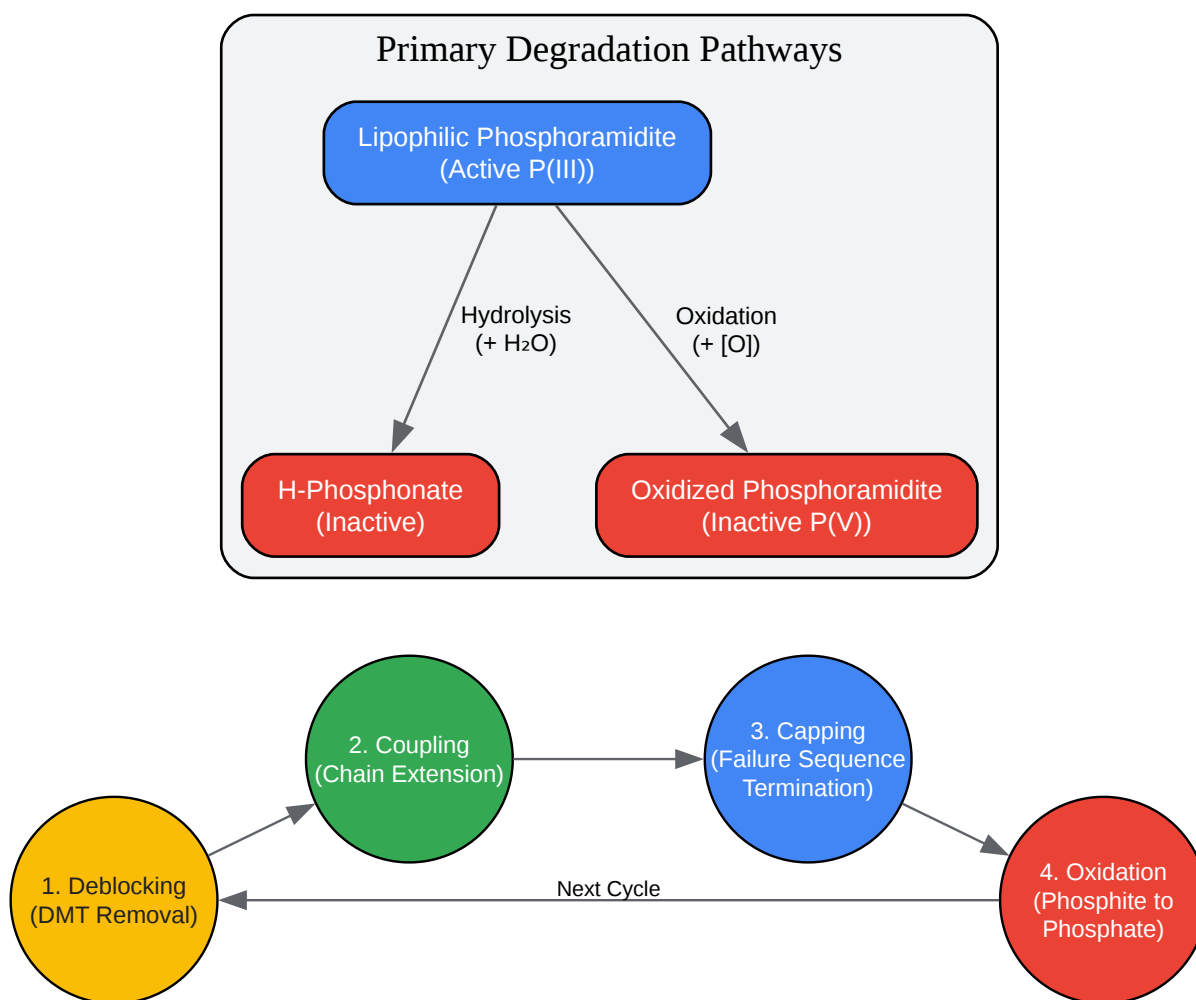 Primary Degradation Pathways
Lipophilic Phosphoramidite
(Active P(III))
Hydrolysis
(+ H₂O)
Oxidation
(+ [O])
H-Phosphonate
(Inactive)
Oxidized Phosphoramidite
(Inactive P(V))
1. Deblocking
(DMT Removal)
2. Coupling
(Chain Extension)
3. Capping
(Failure Sequence
Termination)
4. Oxidation
(Phosphite to
Phosphate)
Next Cycle